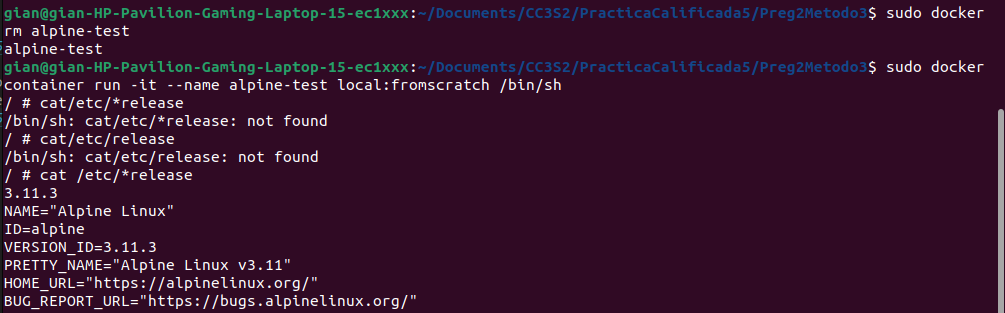 gian@gian-HP-Pavilion-Gaming-Laptop-15-ec1xxx:~/Documents/CC3S2/PracticaCalificada5/Preg2Metodo3$ sudo docker
rm alpine-test
alpine-test
gian@gian-HP-Pavilion-Gaming-Laptop-15-ec1xxx:~/Documents/CC3S2/PracticaCalificada5/Preg2Metodo3$ sudo docker
container run -it --name alpine-test local:fromscratch /bin/sh
/ # cat/etc/*release
/bin/sh: cat/etc/*release: not found
/ # cat/etc/release
/bin/sh: cat/etc/release: not found
/ # cat /etc/*release
3.11.3
NAME="Alpine Linux"
ID=alpine
VERSION_ID=3.11.3
PRETTY_NAME="Alpine Linux v3.11"
HOME_URL="https://alpinelinux.org/"
BUG_REPORT_URL="https://bugs.alpinelinux.org/"